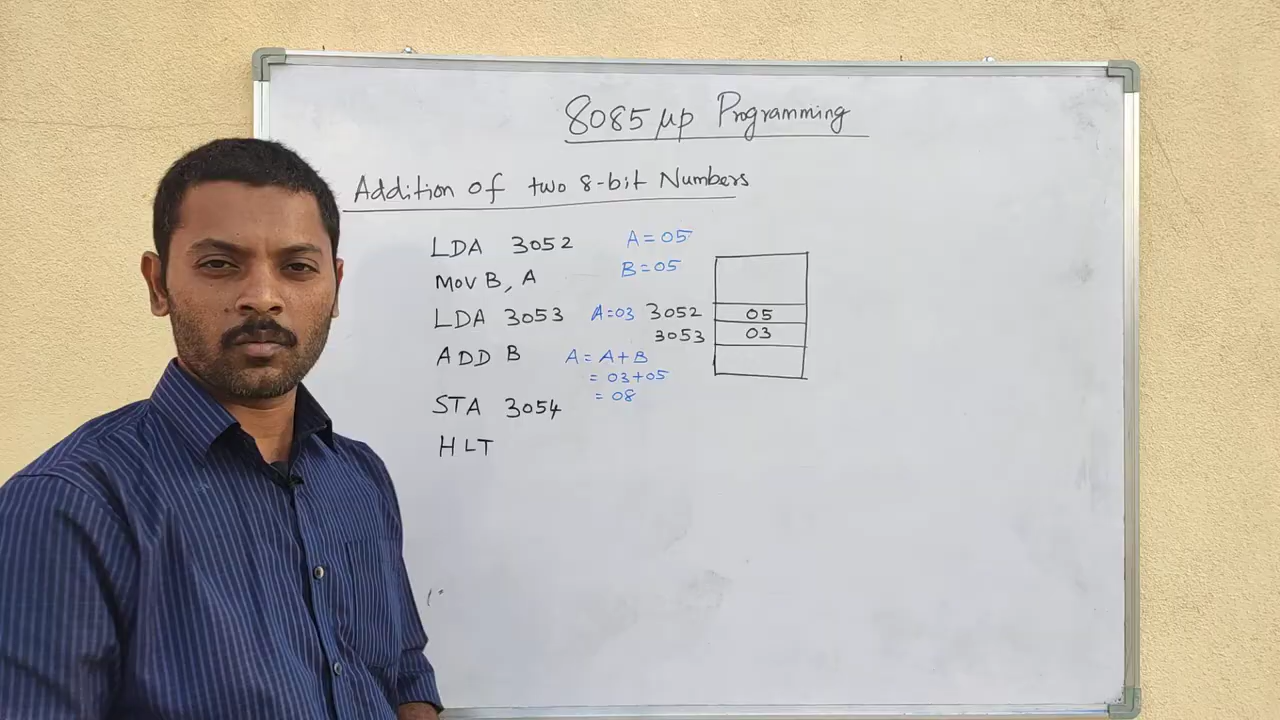 8085 µp Programming
Addition of two 8-bit Numbers
LDA 3052 A = 05
MOV B, A B = 05
LDA 3053 A=03 3052 05
3053 03
ADD B A = A+B
= 03+05
= 08
STA 3054
HLT